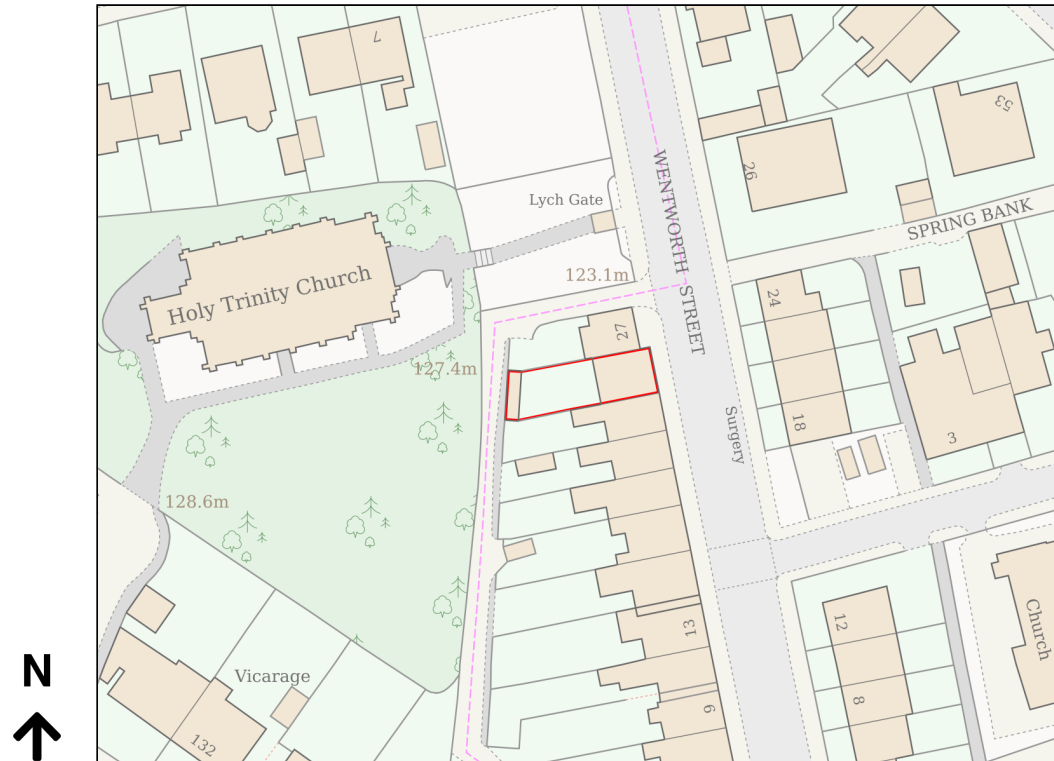 7
53
26
Lych Gate
WENTWORTH STREET
SPRING BANK
Holy Trinity Church
123.1m
24
27
127.4m
18
Surgery
3
128.6m
13
12
Church
Vicarage
8
9
132
N